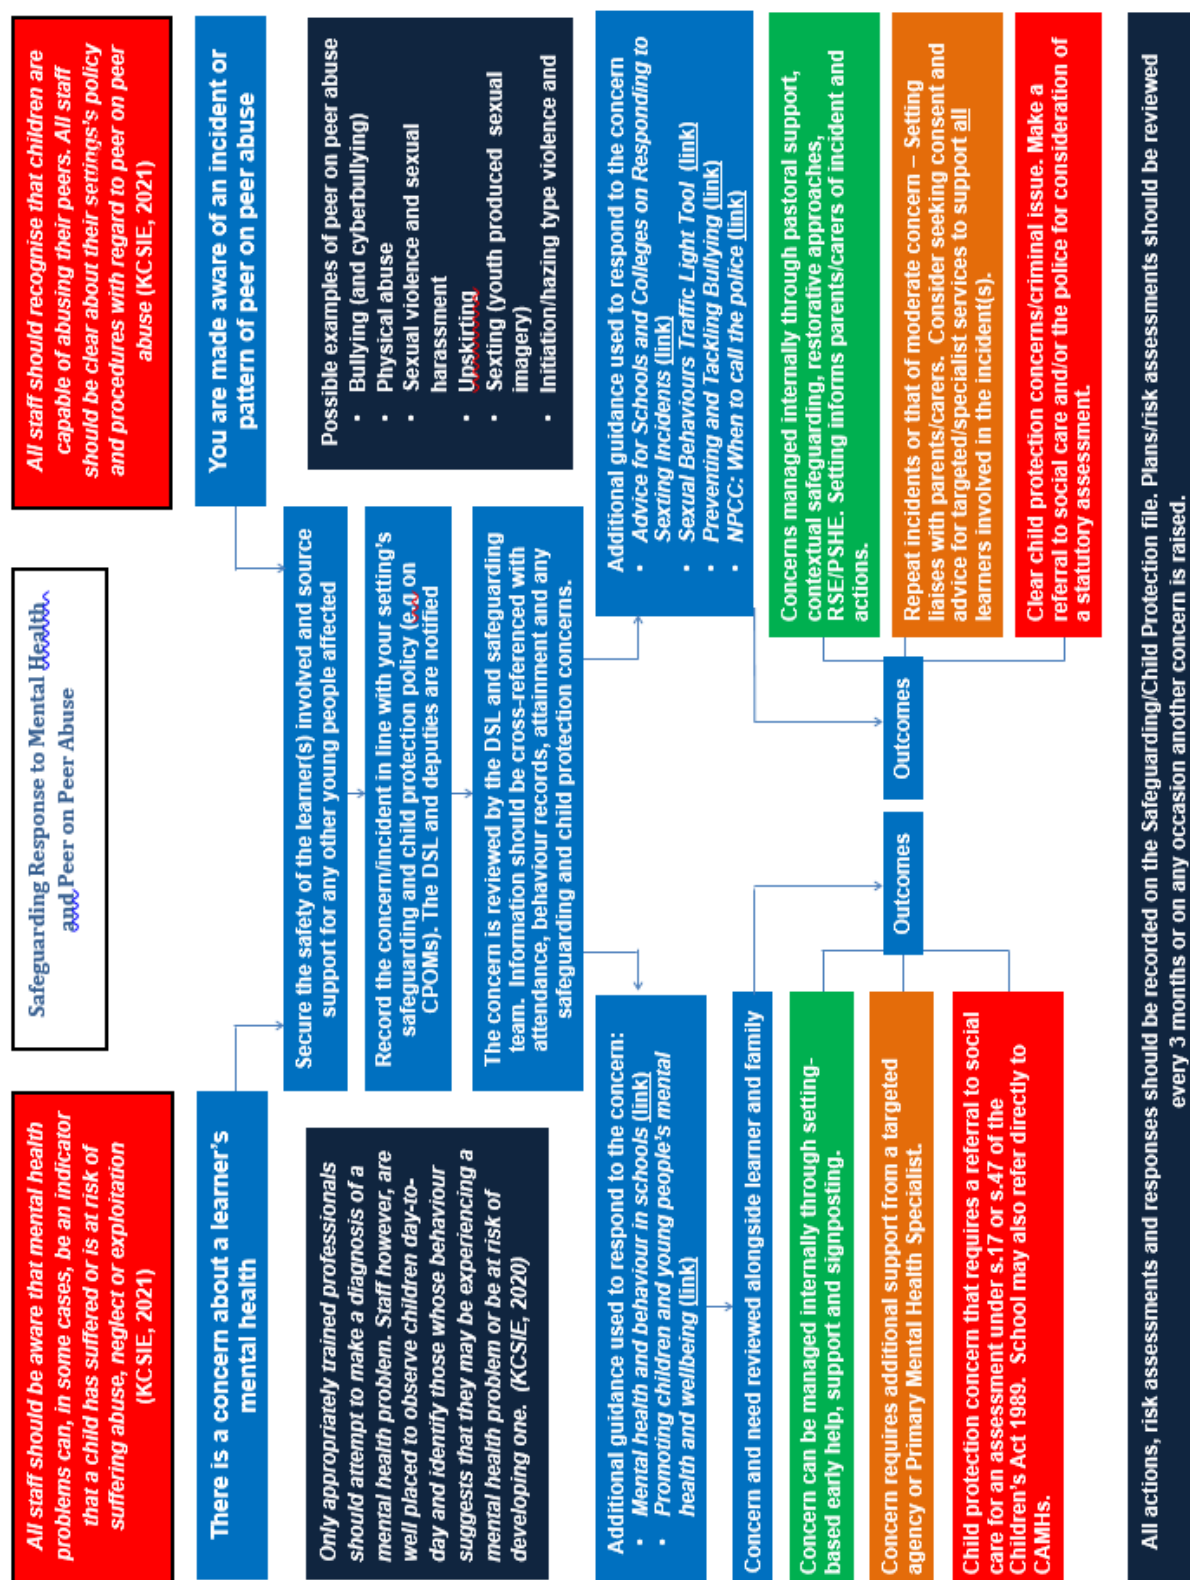 Safeguarding Response to Mental Health
and Peer on Peer Abuse
All staff should be aware that mental health
problems can, in some cases, be an indicator
that a child has suffered or is at risk of
suffering abuse, neglect or exploitation
(KCSIE, 2021)
All staff should recognise that children are
capable of abusing their peers. All staff
should be clear about their settings's policy
and procedures with regard to peer on peer
abuse (KCSIE, 2021)
There is a concern about a learner's
mental health
You are made aware of an incident or
pattern of peer on peer abuse
Secure the safety of the learner(s) involved and source
support for any other young people affected
Record the concern/incident in line with your setting's
safeguarding and child protection policy (e.g on
CPOMs). The DSL and deputies are notified
The concern is reviewed by the DSL and safeguarding
team. Information should be cross-referenced with
attendance, behaviour records, attainment and any
safeguarding and child protection concerns.
Only appropriately trained professionals
should attempt to make a diagnosis of a
mental health problem. Staff however, are
well placed to observe children day-to-
day and identify those whose behaviour
suggests that they may be experiencing a
mental health problem or be at risk of
developing one. (KCSIE, 2020)
Possible examples of peer on peer abuse
• Bullying (and cyberbullying)
• Physical abuse
• Sexual violence and sexual
harassment
• Upskirting
• Sexting (youth produced sexual
imagery)
• Initiation/hazing type violence and
Additional guidance used to respond to the concern:
• Mental health and behaviour in schools (link)
• Promoting children and young people's mental
health and wellbeing (link)
Concern and need reviewed alongside learner and family
Additional guidance used to respond to the concern
• Advice for Schools and Colleges on Responding to
Sexting Incidents (link)
• Sexual Behaviours Traffic Light Tool (link)
• Preventing and Tackling Bullying (link)
• NPCC: When to call the police (link)
Outcomes
Outcomes
Concern can be managed internally through setting-
based early help, support and signposting.
Concern requires additional support from a targeted
agency or Primary Mental Health Specialist.
Child protection concern that requires a referral to social
care for an assessment under s.17 or s.47 of the
Children's Act 1989. School may also refer directly to
CAMHs.
Concerns managed internally through pastoral support,
contextual safeguarding, restorative approaches,
RSE/PSHE. Setting informs parents/carers of incident and
actions.
Repeat incidents or that of moderate concern – Setting
liaises with parents/carers. Consider seeking consent and
advice for targeted/specialist services to support all
learners involved in the incident(s).
Clear child protection concerns/criminal issue. Make a
referral to social care and/or the police for consideration of
a statutory assessment.
All actions, risk assessments and responses should be recorded on the Safeguarding/Child Protection file. Plans/risk assessments should be reviewed
every 3 months or on any occasion another concern is raised.